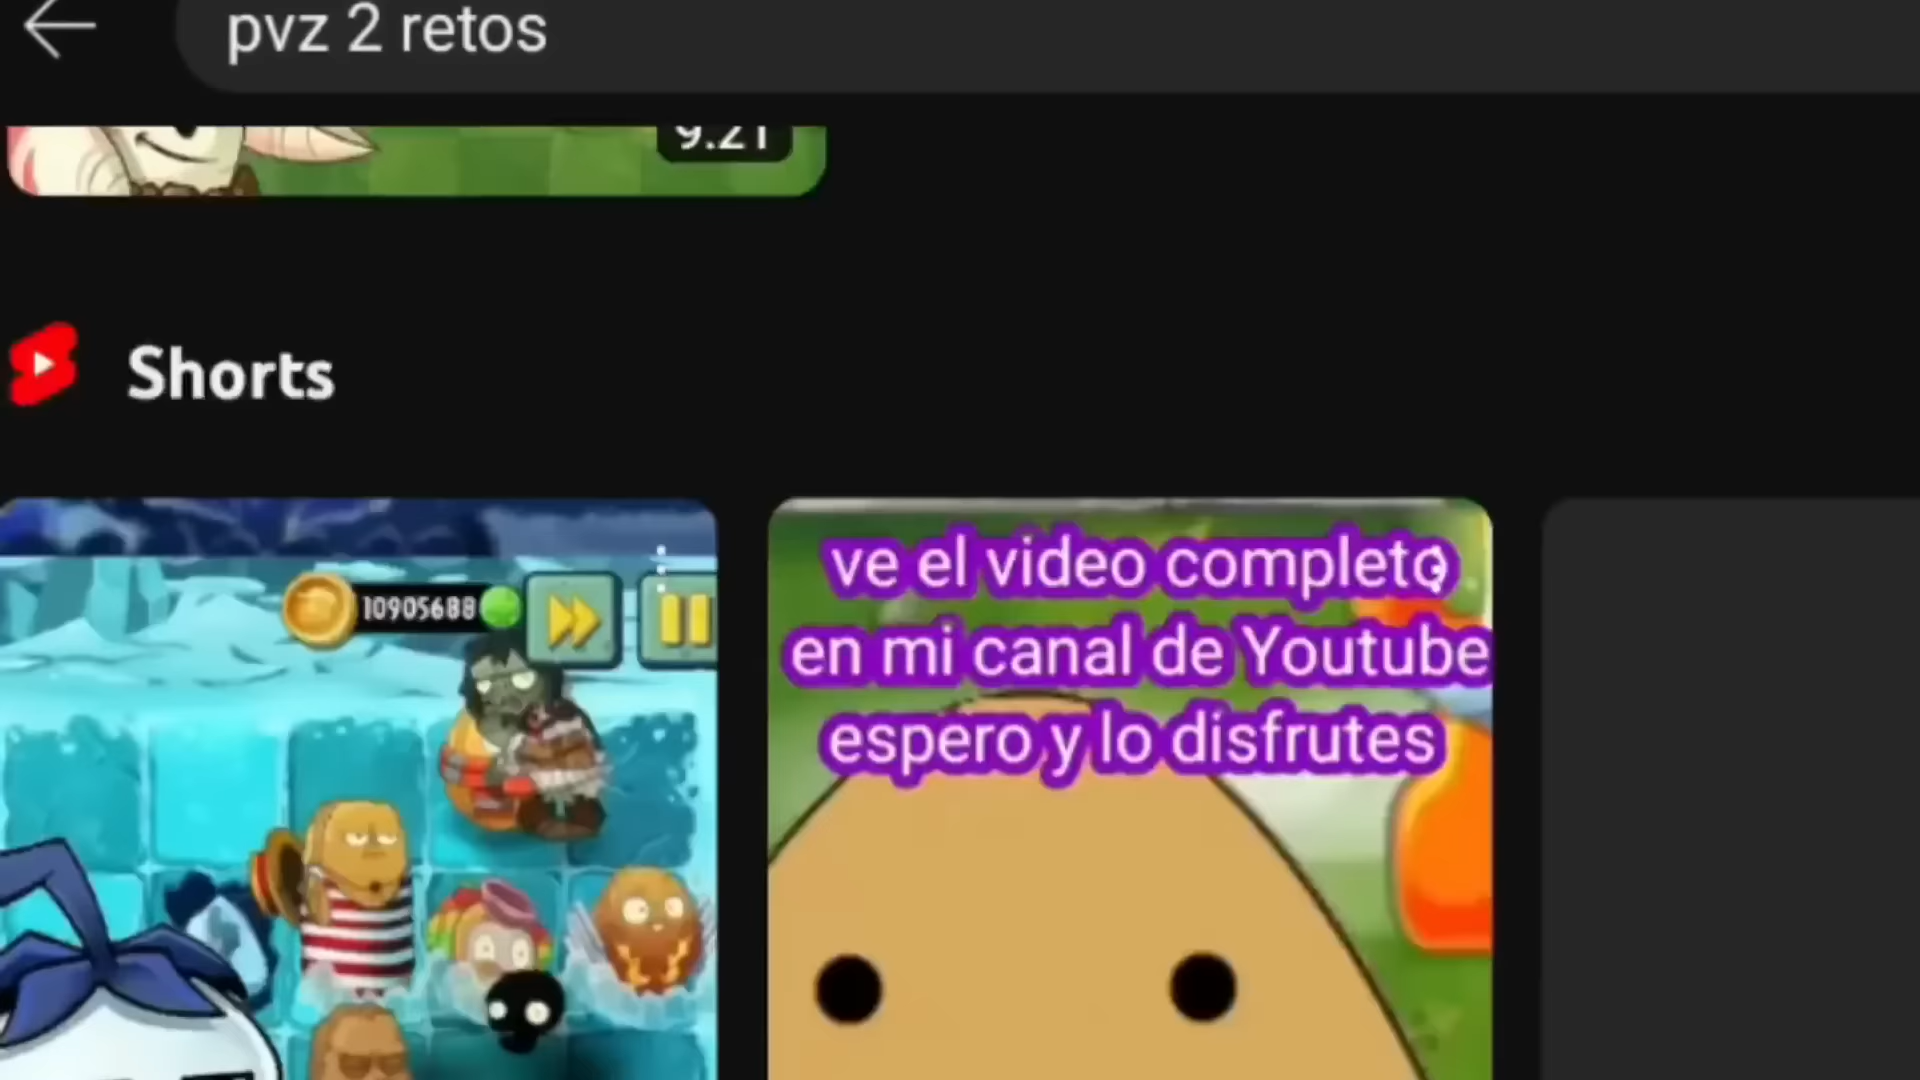 pvz 2 retos
9:21
Shorts
10905688
ve el video completo
en mi canal de Youtube
espero y lo disfrutes